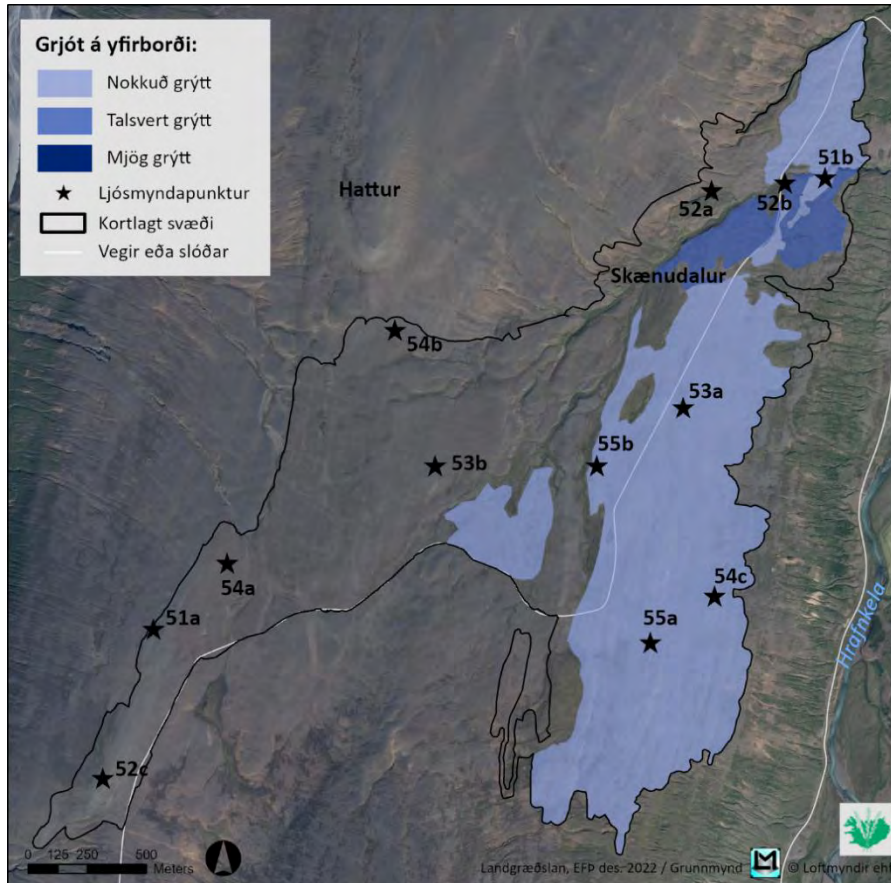 Grjót á yfirborði:
Nokkuð grýtt
Talsvert grýtt
Mjög grýtt
Ljósmyndapunktur
Kortlagt svæði
Vegir eða slóðar
Hattur
51b
52a
52b
Skænudalur
54b
53a
53b
55b
54a
54c
51a
55a
Hrafnkela
52c
0 125 250 500
Meters
Landgræðslan, EFÞ des. 2022 / Grunnmynd © Loftmyndir ehf